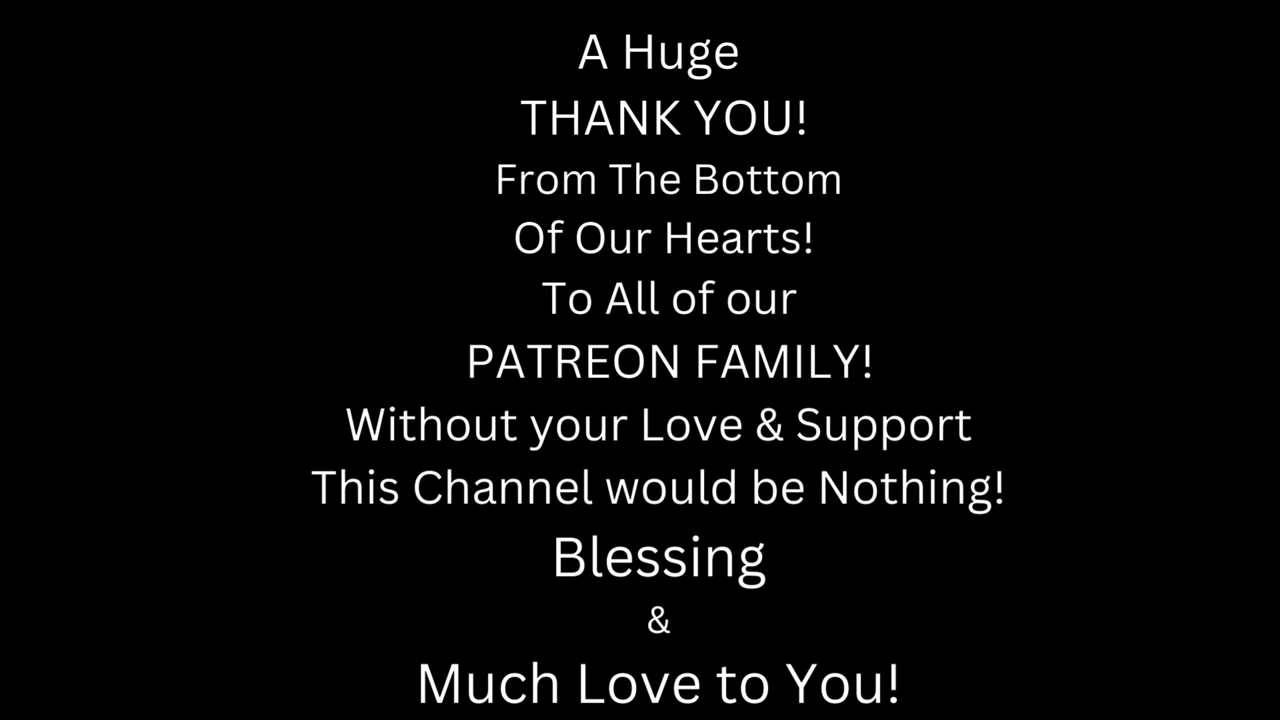 A Huge
THANK YOU!
From The Bottom
Of Our Hearts!
To All of our
PATREON FAMILY!
Without your Love & Support
This Channel would be Nothing!
Blessing
&
Much Love to You!